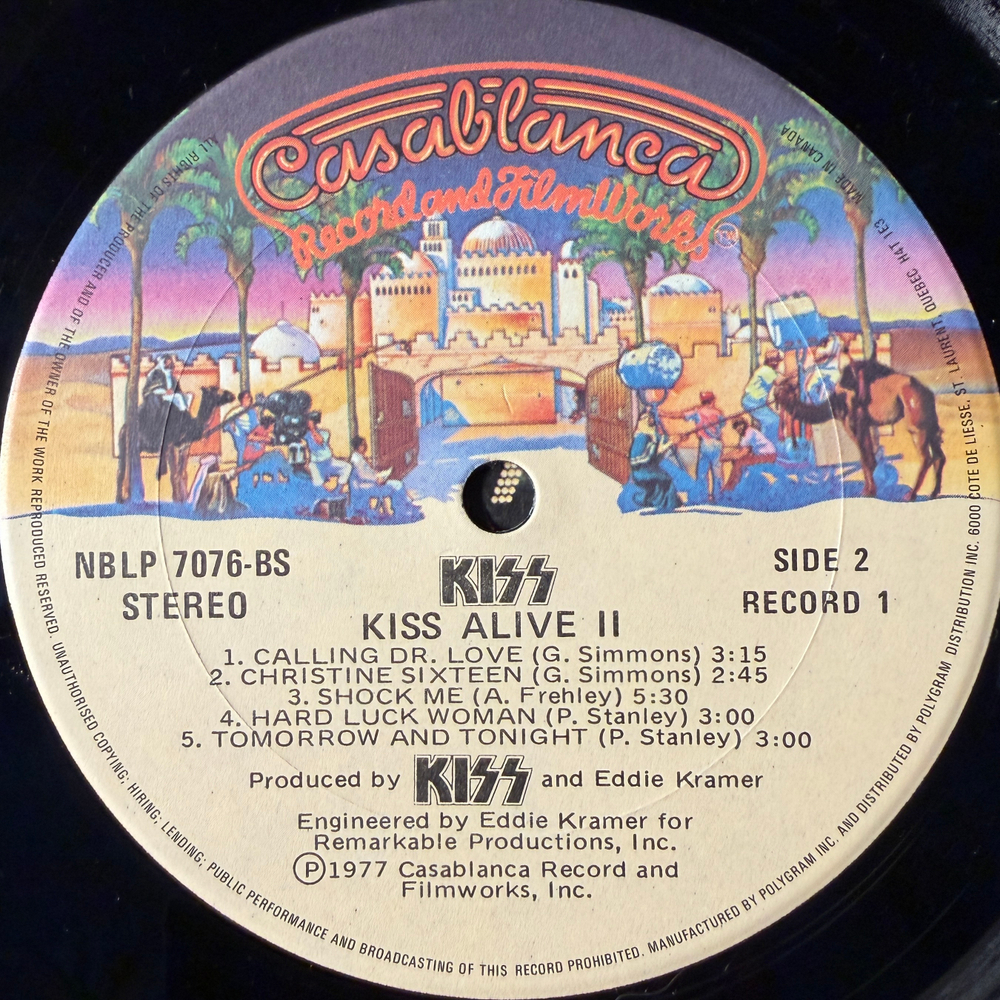 Casablanca
Record and FilmWorks
NBLP 7076-BS
STEREO
SIDE 2
RECORD 1
KISS
KISS ALIVE II
1. CALLING DR. LOVE (G. Simmons) 3:15
2. CHRISTINE SIXTEEN (G. Simmons) 2:45
3. SHOCK ME (A. Frehley) 5:30
4. HARD LUCK WOMAN (P. Stanley) 3:00
5. TOMORROW AND TONIGHT (P. Stanley) 3:00
Produced by KISS and Eddie Kramer
Engineered by Eddie Kramer for
Remarkable Productions, Inc.
Ⓟ1977 Casablanca Record and
Filmworks, Inc.
ALL RIGHTS OF THE PRODUCER AND OF THE OWNER OF THE WORK REPRODUCED RESERVED. UNAUTHORISED COPYING; HIRING; LENDING; PUBLIC PERFORMANCE AND BROADCASTING OF THIS RECORD PROHIBITED. MANUFACTURED BY POLYGRAM INC. AND DISTRIBUTED BY POLYGRAM DISTRIBUTION INC. 6000 COTE DE LIESSE, ST. LAURENT, QUEBEC H4T 1E3 MADE IN CANADA